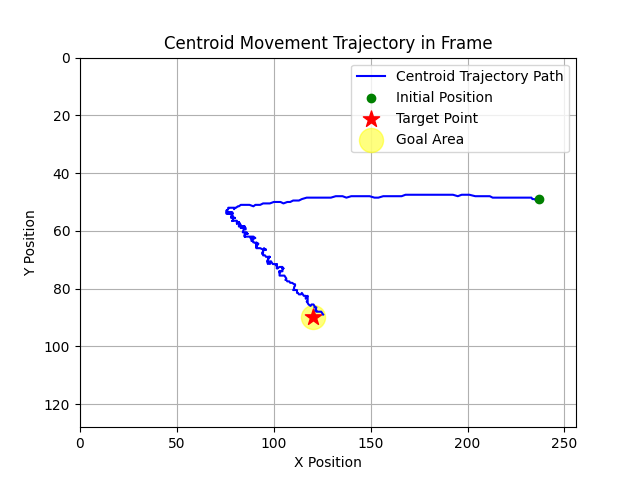 Centroid Movement Trajectory in Frame
Centroid Trajectory Path
Initial Position
Target Point
Goal Area
Y Position
0
20
40
60
80
100
120
0 50 100 150 200 250
X Position